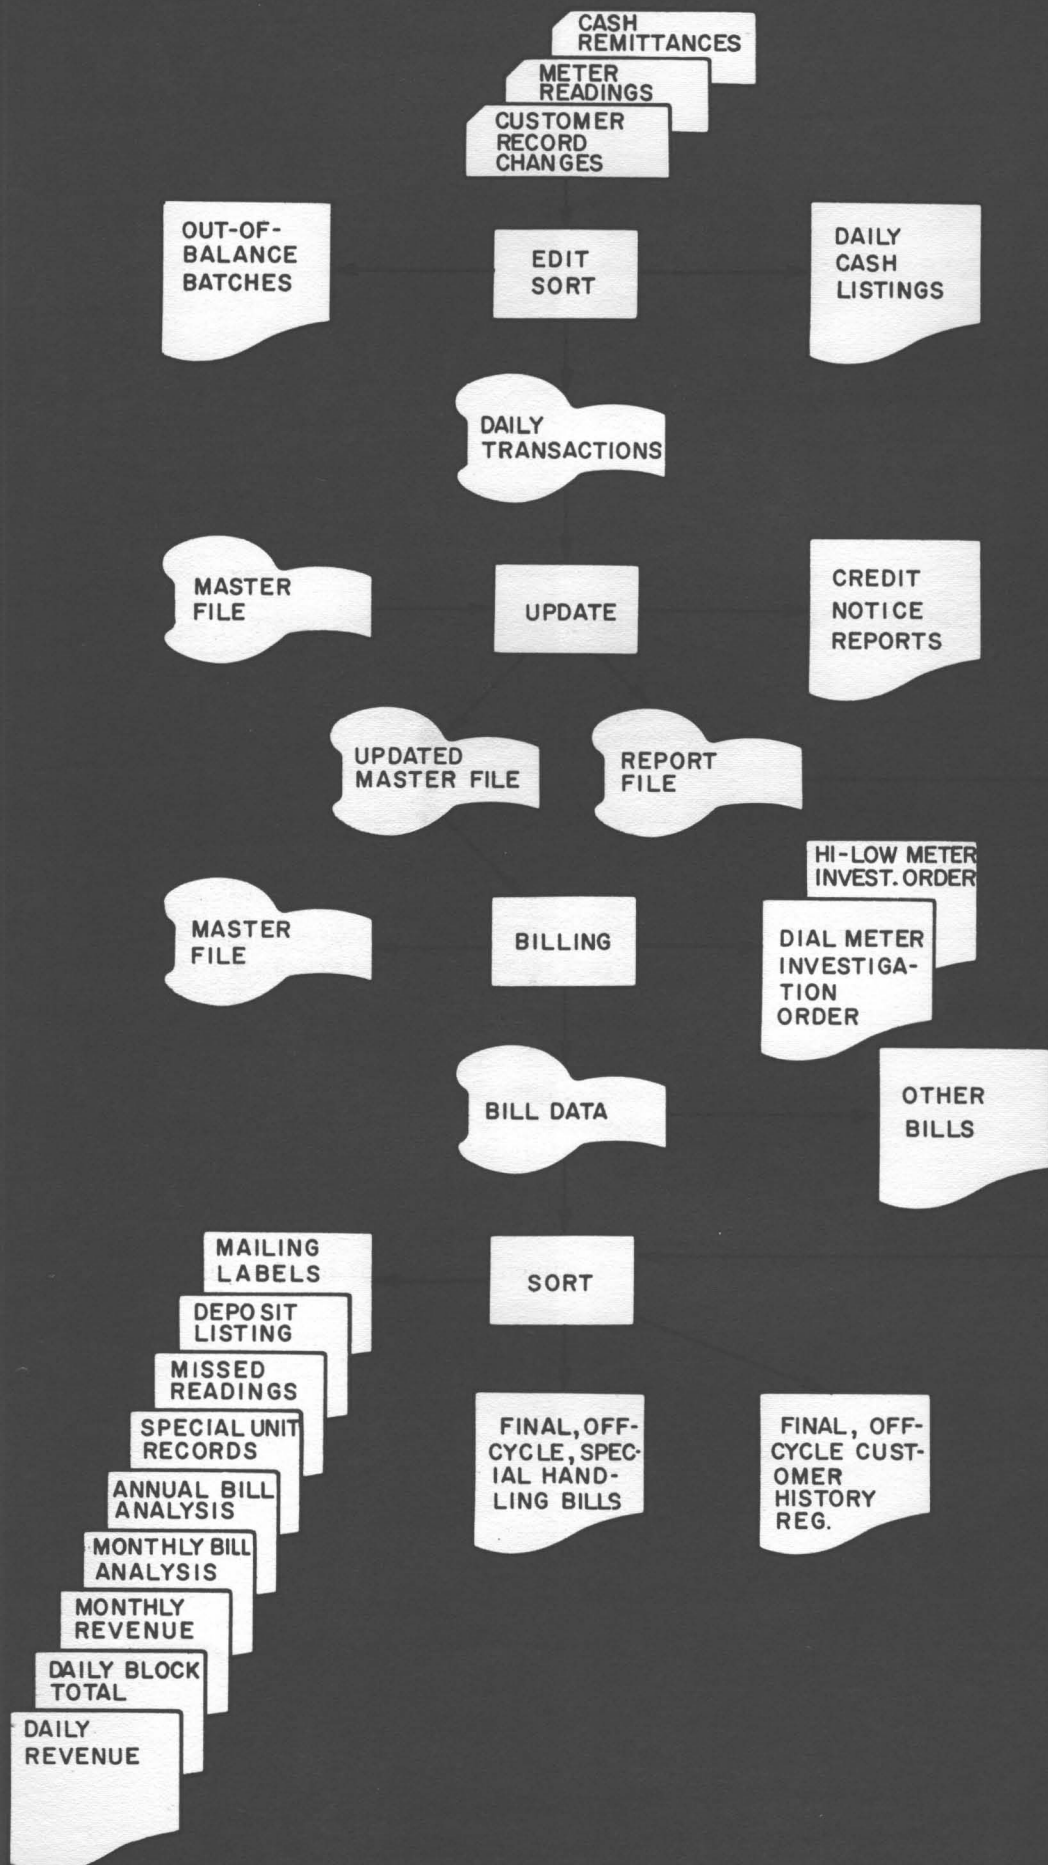 CASH
REMITTANCES
METER
READINGS
CUSTOMER
RECORD
CHANGES
OUT-OF-
BALANCE
BATCHES
EDIT
SORT
DAILY
CASH
LISTINGS
DAILY
TRANSACTIONS
MASTER
FILE
UPDATE
CREDIT
NOTICE
REPORTS
UPDATED
MASTER FILE
REPORT
FILE
HI-LOW METER
INVEST. ORDER
MASTER
FILE
BILLING
DIAL METER
INVESTIGA-
TION
ORDER
BILL DATA
OTHER
BILLS
MAILING
LABELS
SORT
DEPOSIT
LISTING
MISSED
READINGS
SPECIAL UNIT
RECORDS
ANNUAL BILL
ANALYSIS
MONTHLY BILL
ANALYSIS
MONTHLY
REVENUE
DAILY BLOCK
TOTAL
DAILY
REVENUE
FINAL, OFF-
CYCLE, SPEC-
IAL HAND-
LING BILLS
FINAL, OFF-
CYCLE CUST-
OMER
HISTORY
REG.